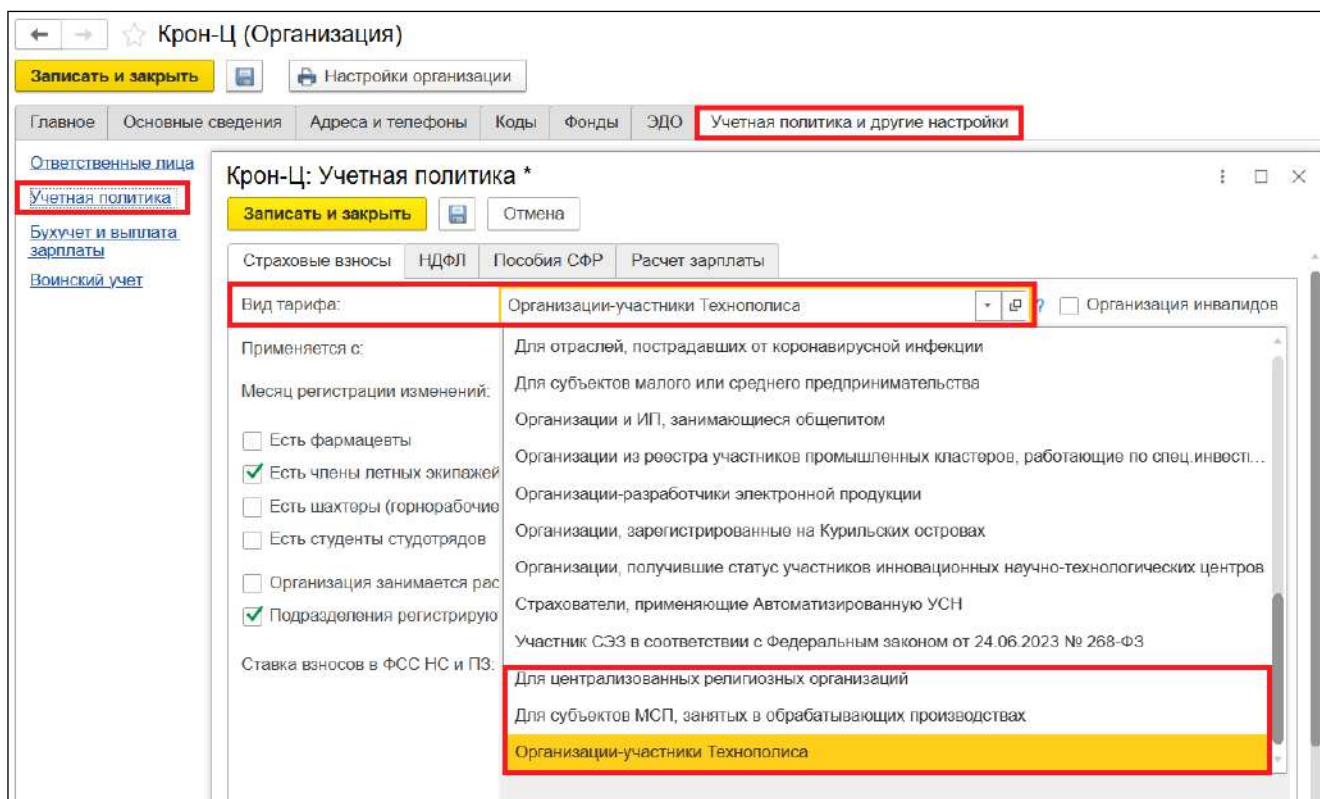 Крон-Ц (Организация)
Записать и закрыть Настройки организации
Главное Основные сведения Адреса и телефоны Коды Фонды ЭДО Учетная политика и другие настройки
Ответственные лица
Учетная политика
Бухучет и выплата
зарплаты
Воинский учет
Крон-Ц: Учетная политика *
Записать и закрыть Отмена
Страховые взносы НДФЛ Пособия СФР Расчет зарплаты
Вид тарифа: Организации-участники Технополиса ? Организация инвалидов
Применяется с:
Месяц регистрации изменений:
Есть фармацевты
Есть члены летных экипажей
Есть шахтеры (горнорабочие
Есть студенты студотрядов
Организация занимается рас
Подразделения регистрирую
Ставка взносов в ФСС НС и ПЗ:
Для отраслей, пострадавших от коронавирусной инфекции
Для субъектов малого или среднего предпринимательства
Организации и ИП, занимающиеся общепитом
Организации из реестра участников промышленных кластеров, работающие по спец.инвест...
Организации-разработчики электронной продукции
Организации, зарегистрированные на Курильских островах
Организации, получившие статус участников инновационных научно-технологических центров
Страхователи, применяющие Автоматизированную УСН
Участник СЭЗ в соответствии с Федеральным законом от 24.06.2023 № 268-ФЗ
Для централизованных религиозных организаций
Для субъектов МСП, занятых в обрабатывающих производствах
Организации-участники Технополиса